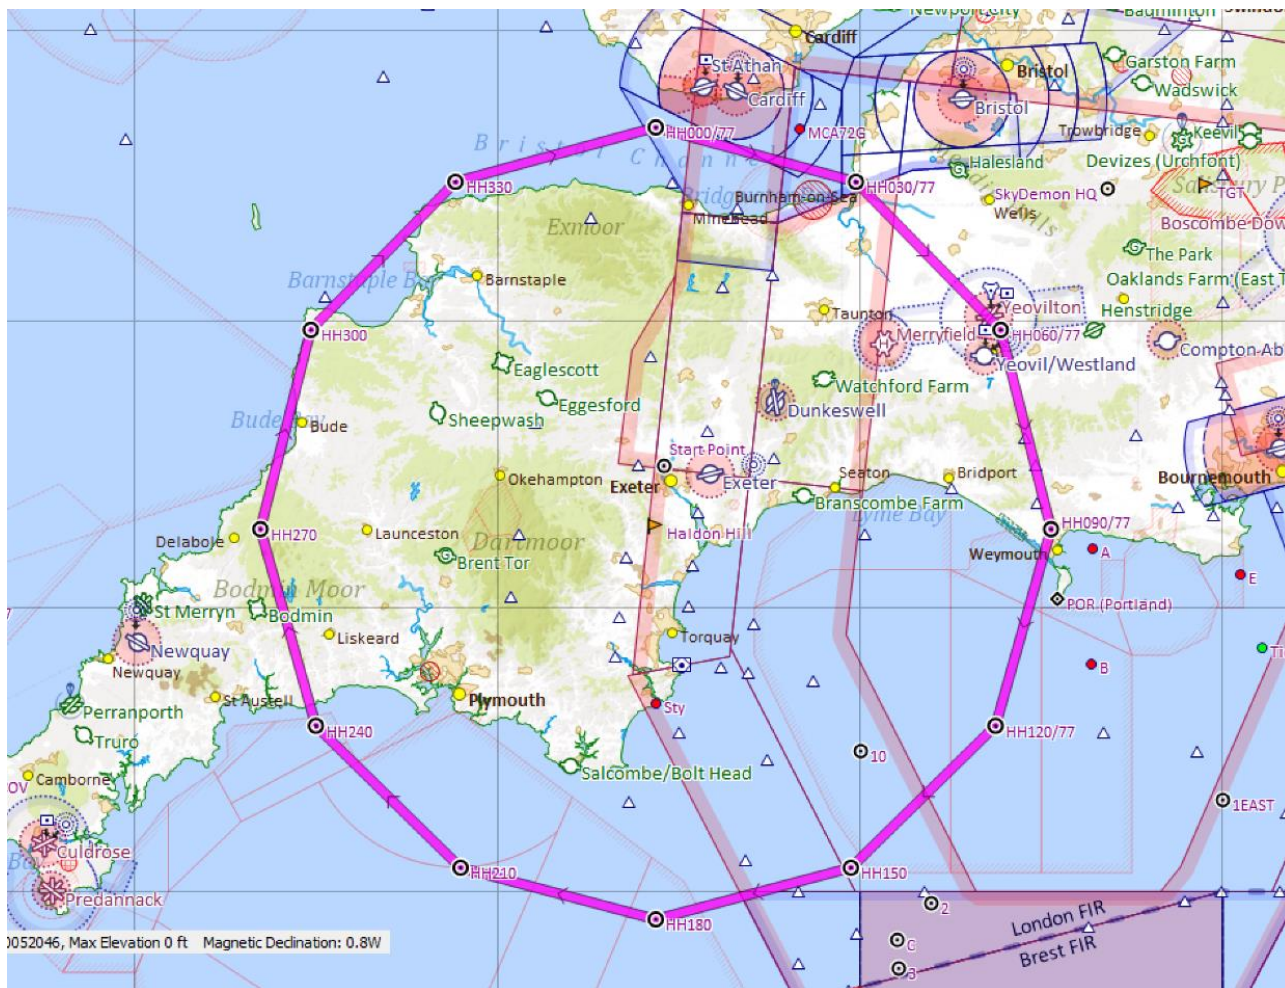 Newport City
Badminton
Swindon
Cardiff
St Athan
Cardiff
Bristol
Garston Farm
Wadswick
Bristol
HH000/77
MCA72G
Trowbridge
Keevil
Devizes (Urchfont)
Bristol Channel
Halesland
HH330
HH030/77
Burnham-on-Sea
SkyDemon HQ
TGT
Wells
Minehead
Exmoor
Boscombe Dow
The Park
Barnstaple Bay
Barnstaple
Oaklands Farm (East T
Taunton
Yeovilton
Henstridge
HH300
Merryfield
HH060/77
Compton Ab
Yeovil/Westland
Eaglescott
Watchford Farm
Eggesford
Dunkeswell
Sheepwash
Bude Bay
Bude
Start Point
Okehampton
Exeter
Exeter
Seaton
Bridport
Bournemouth
Branscombe Farm
Lyme Bay
HH270
HH090/77
Delabole
Launceston
Haldon Hill
Dartmoor
Weymouth
A
Brent Tor
E
Bodmin Moor
St Merryn
Bodmin
POR (Portland)
Liskeard
Torquay
Newquay
Newquay
B
St Austell
Plymouth
Sty
Perranporth
HH240
HH120/77
Truro
10
Salcombe/Bolt Head
Camborne
OV
1EAST
Culdrose
HH210
HH150
Predannack
2
HH180
London FIR
C
Brest FIR
3
0052046, Max Elevation 0 ft Magnetic Declination: 0.8W